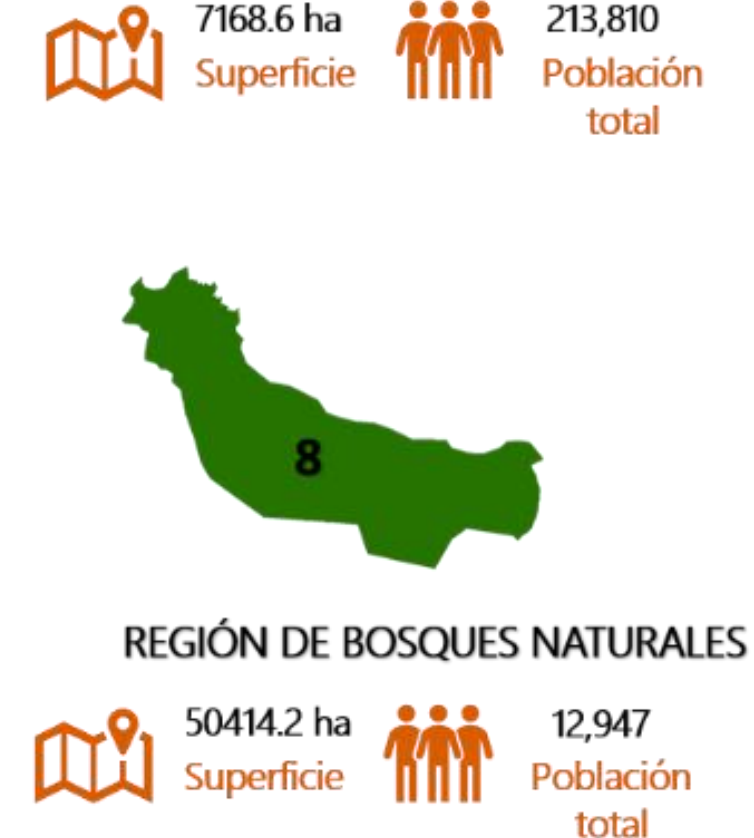 7168.6 ha
Superficie
213,810
Población
total
8
REGIÓN DE BOSQUES NATURALES
50414.2 ha
Superficie
12,947
Población
total